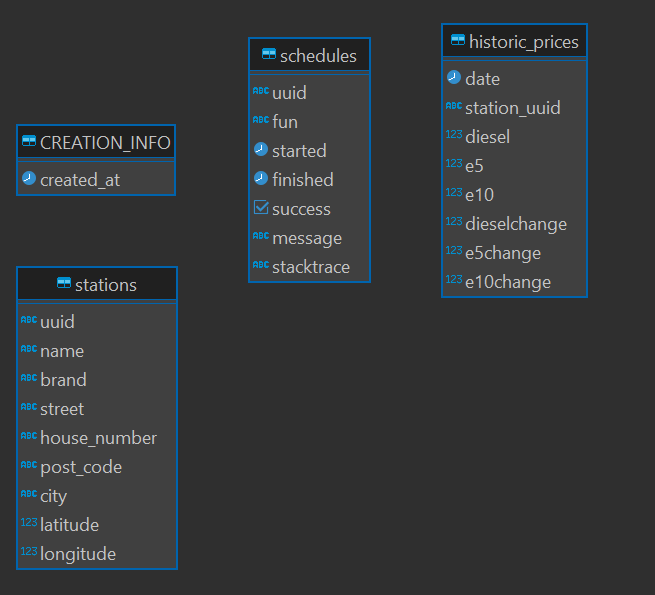 CREATION_INFO
created_at
stations
ABC uuid
ABC name
ABC brand
ABC street
ABC house_number
ABC post_code
ABC city
123 latitude
123 longitude
schedules
ABC uuid
ABC fun
started
finished
success
ABC message
ABC stacktrace
historic_prices
date
ABC station_uuid
123 diesel
123 e5
123 e10
123 dieselchange
123 e5change
123 e10change